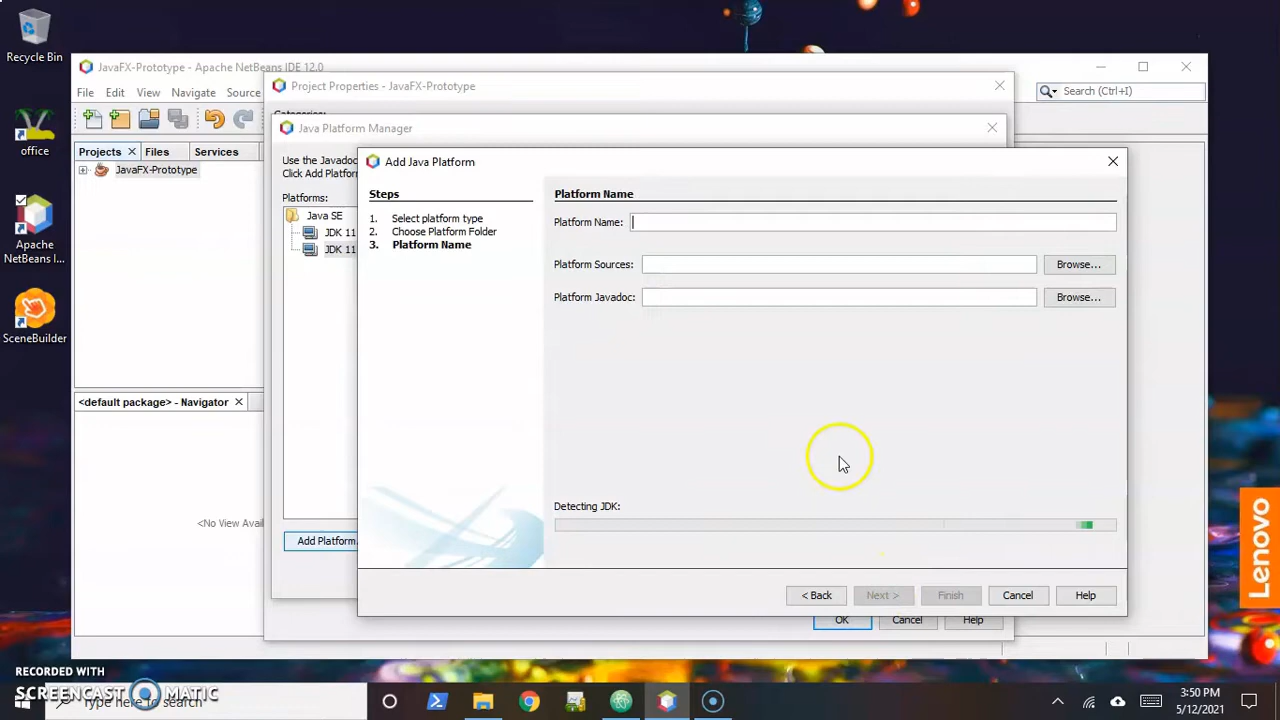 Recycle Bin
office
Apache
NetBeans I...
SceneBuilder
JavaFX-Prototype - Apache NetBeans IDE 12.0
File Edit View Navigate Source
Search (Ctrl+I)
Projects Files Services
JavaFX-Prototype
<default package> - Navigator
<No View Avai
Project Properties - JavaFX-Prototype
Java Platform Manager
Use the Javadoc
Click Add Platfor
Platforms:
Java SE
JDK 11
JDK 11
Add Platform.
Add Java Platform
Steps
1. Select platform type
2. Choose Platform Folder
3. Platform Name
Platform Name
Platform Name:
Platform Sources: Browse...
Platform Javadoc: Browse...
Detecting JDK:
< Back Next > Finish Cancel Help
OK Cancel Help
Lenovo
RECORDED WITH
SCREENCAST MATIC
Type here to search
3:50 PM
5/12/2021